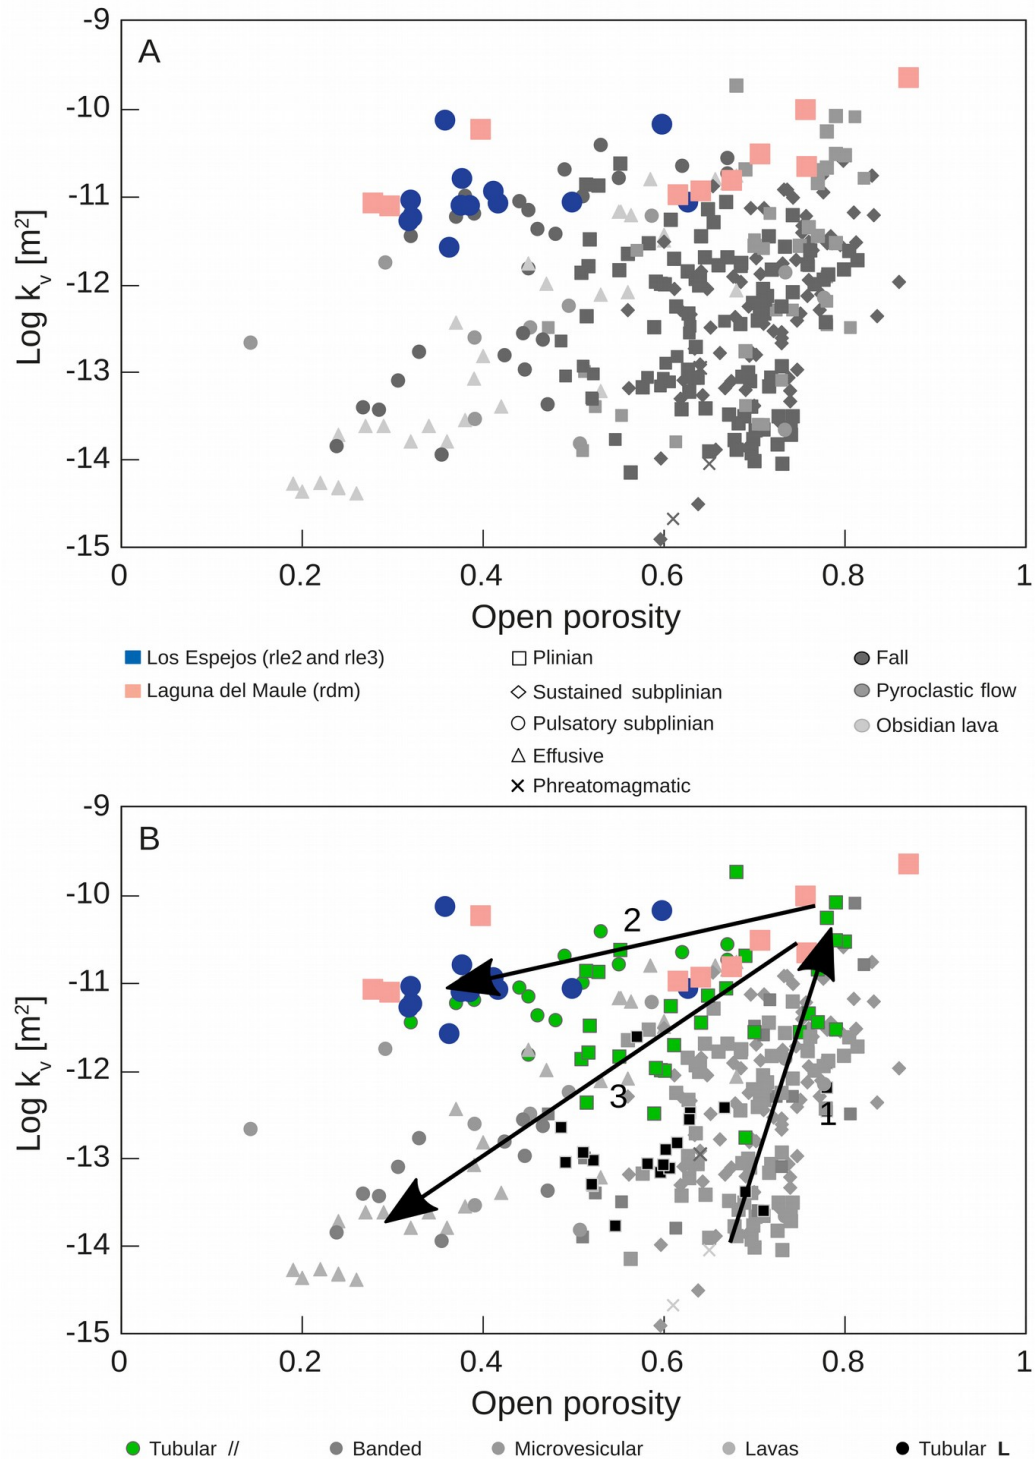 -9
A
-10
-11
-12
-13
-14
-15
Log kv [m²]
0 0.2 0.4 0.6 0.8 1
Open porosity
Los Espejos (rle2 and rle3) Plinian Fall
Laguna del Maule (rdm) Sustained subplinian Pyroclastic flow
Pulsatory subplinian Obsidian lava
Effusive
Phreatomagmatic
-9
B
-10
2
-11
-12
3
1
-13
-14
-15
Log kv [m²]
0 0.2 0.4 0.6 0.8 1
Open porosity
Tubular // Banded Microvesicular Lavas Tubular L